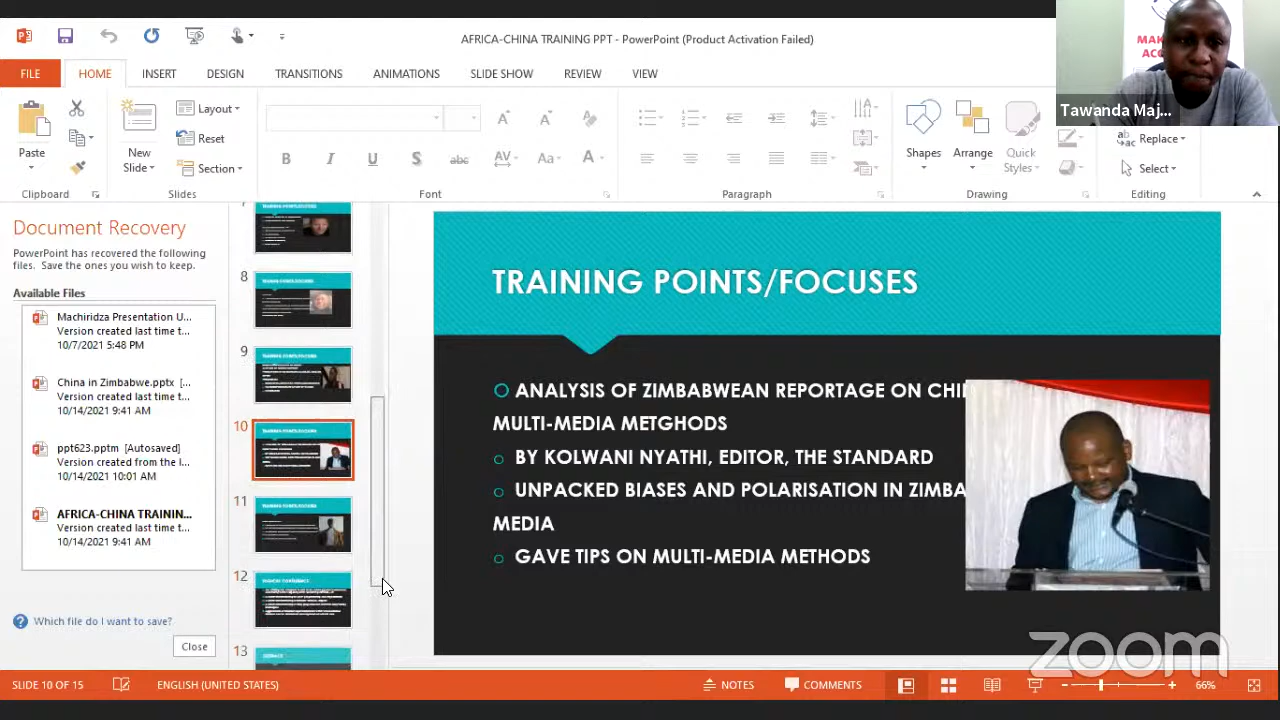 AFRICA-CHINA TRAINING PPT - PowerPoint (Product Activation Failed)
Tawanda Maj...
FILE HOME INSERT DESIGN TRANSITIONS ANIMATIONS SLIDE SHOW REVIEW VIEW
Paste
New
Slide
Layout
Reset
Section
Shapes
Arrange
Quick
Styles
Replace
Select
Clipboard Slides Font Paragraph Drawing Editing
Document Recovery
PowerPoint has recovered the following
files. Save the ones you wish to keep.
Available Files
Machiridza Presentation U...
Version created last time t...
10/7/2021 5:48 PM
China in Zimbabwe.pptx [...
Version created last time t...
10/14/2021 9:41 AM
ppt623.pptm [Autosaved]
Version created from the l...
10/14/2021 10:01 AM
AFRICA-CHINA TRAININ...
Version created last time t...
10/14/2021 9:41 AM
Which file do I want to save?
Close
8
9
10
11
12
13
TRAINING POINTS/FOCUSES
ANALYSIS OF ZIMBABWEAN REPORTAGE ON
MULTI-MEDIA METGHODS
BY KOLWANI NYATHI, EDITOR, THE STANDARD
UNPACKED BIASES AND POLARISATION IN ZIMBA
MEDIA
GAVE TIPS ON MULTI-MEDIA METHODS
zoom
SLIDE 10 OF 15 ENGLISH (UNITED STATES) NOTES COMMENTS 66%